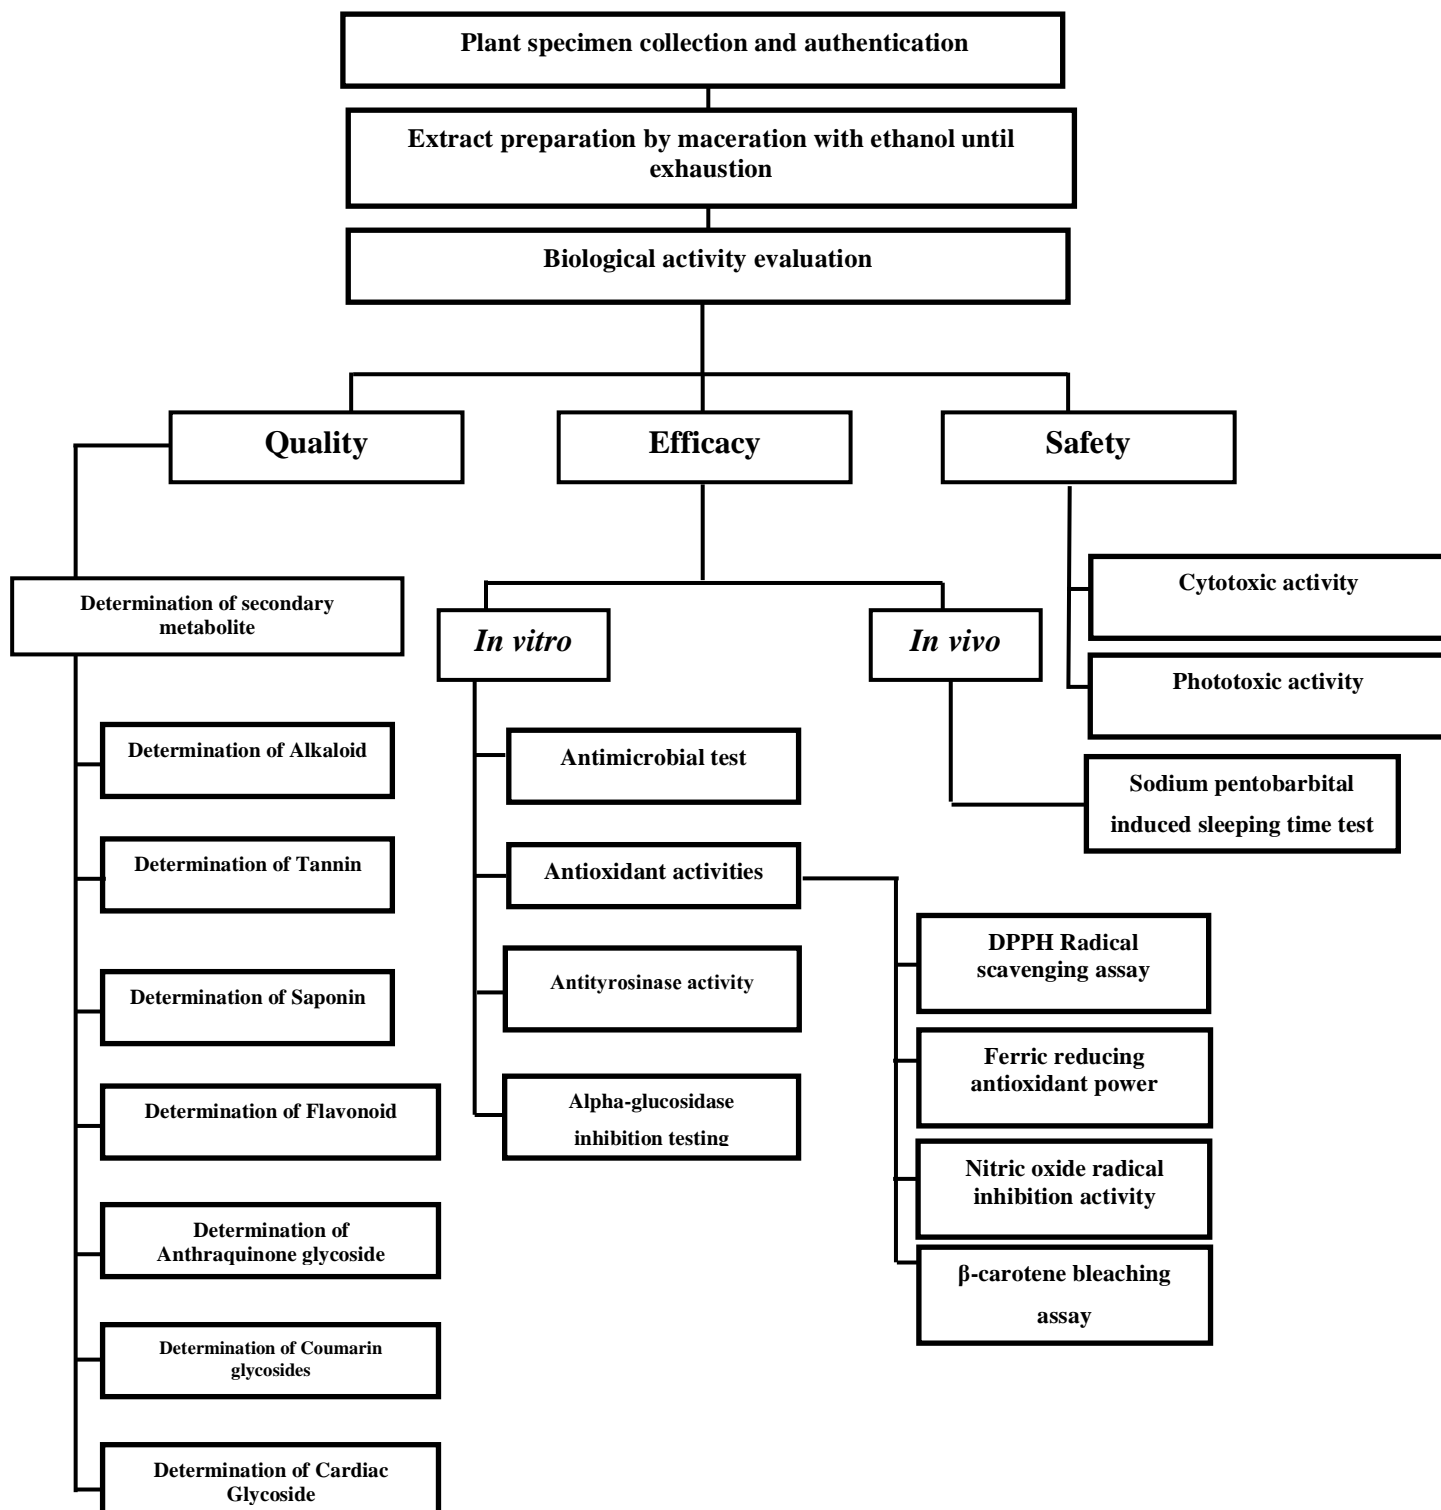 Plant specimen collection and authentication
Extract preparation by maceration with ethanol until
exhaustion
Biological activity evaluation
Quality
Efficacy
Safety
Determination of secondary
metabolite
In vitro
In vivo
Cytotoxic activity
Phototoxic activity
Determination of Alkaloid
Determination of Tannin
Determination of Saponin
Determination of Flavonoid
Determination of
Anthraquinone glycoside
Determination of Coumarin
glycosides
Determination of Cardiac
Glycoside
Antimicrobial test
Antioxidant activities
Antityrosinase activity
Alpha-glucosidase
inhibition testing
Sodium pentobarbital
induced sleeping time test
DPPH Radical
scavenging assay
Ferric reducing
antioxidant power
Nitric oxide radical
inhibition activity
β-carotene bleaching
assay